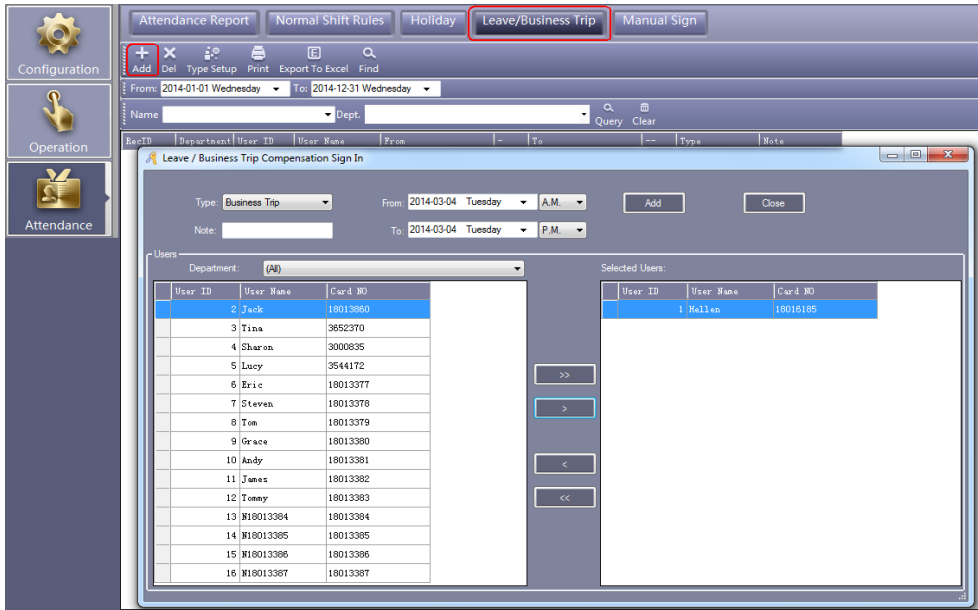 Configuration
Operation
Attendance
Attendance Report Normal Shift Rules Holiday Leave/Business Trip Manual Sign
Add Del Type Setup Print Export To Excel Find
From: 2014-01-01 Wednesday To: 2014-12-31 Wednesday
Name Dept. Query Clear
RecID Department User ID User Name From - To -- Type Note
Leave / Business Trip Compensation Sign In
Type: Business Trip From: 2014-03-04 Tuesday A.M. Add Close
Note: To: 2014-03-04 Tuesday P.M.
Users
Department: (All) Selected Users:
User ID User Name Card NO User ID User Name Card NO
2 Jack 18013860 1 Hellen 18016185
3 Tina 3652370
4 Sharon 3000835
5 Lucy 3544172
>>
6 Eric 18013377
7 Steven 18013378
>
8 Tom 18013379
9 Grace 18013380
10 Andy 18013381
<
11 James 18013382
12 Tommy 18013383
<<
13 N18013384 18013384
14 N18013385 18013385
15 N18013386 18013386
16 N18013387 18013387